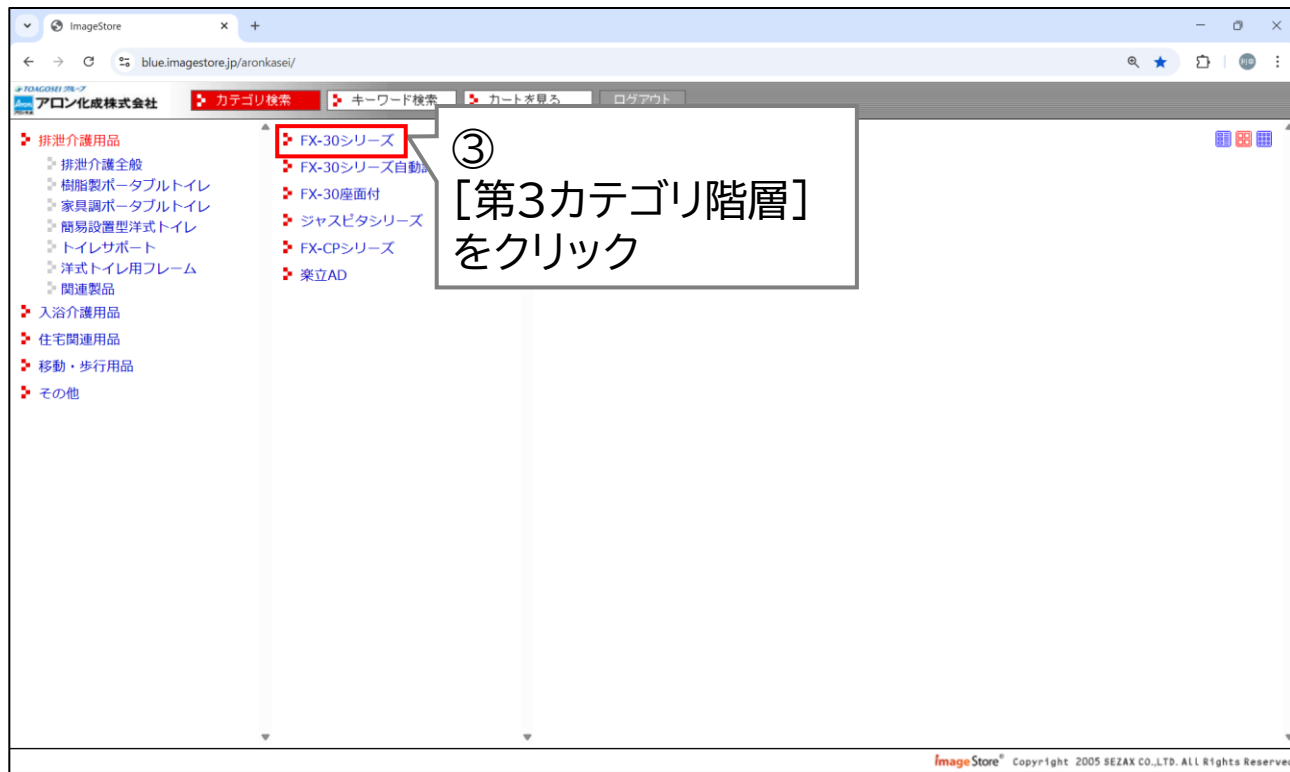 ImageStore
blue.imagestore.jp/aronkasei/
TOAGOSEI グループ
アロン化成株式会社
カテゴリ検索
キーワード検索
カートを見る
ログアウト
排泄介護用品
排泄介護全般
樹脂製ポータブルトイレ
家具調ポータブルトイレ
簡易設置型洋式トイレ
トイレサポート
洋式トイレ用フレーム
関連製品
入浴介護用品
住宅関連用品
移動・歩行用品
その他
FX-30シリーズ
FX-30シリーズ自動
FX-30座面付
ジャスピタシリーズ
FX-CPシリーズ
楽立AD
③
[第3カテゴリ階層]
をクリック
imageStore® Copyright 2005 SEZAX CO.,LTD. ALL Rights Reserved